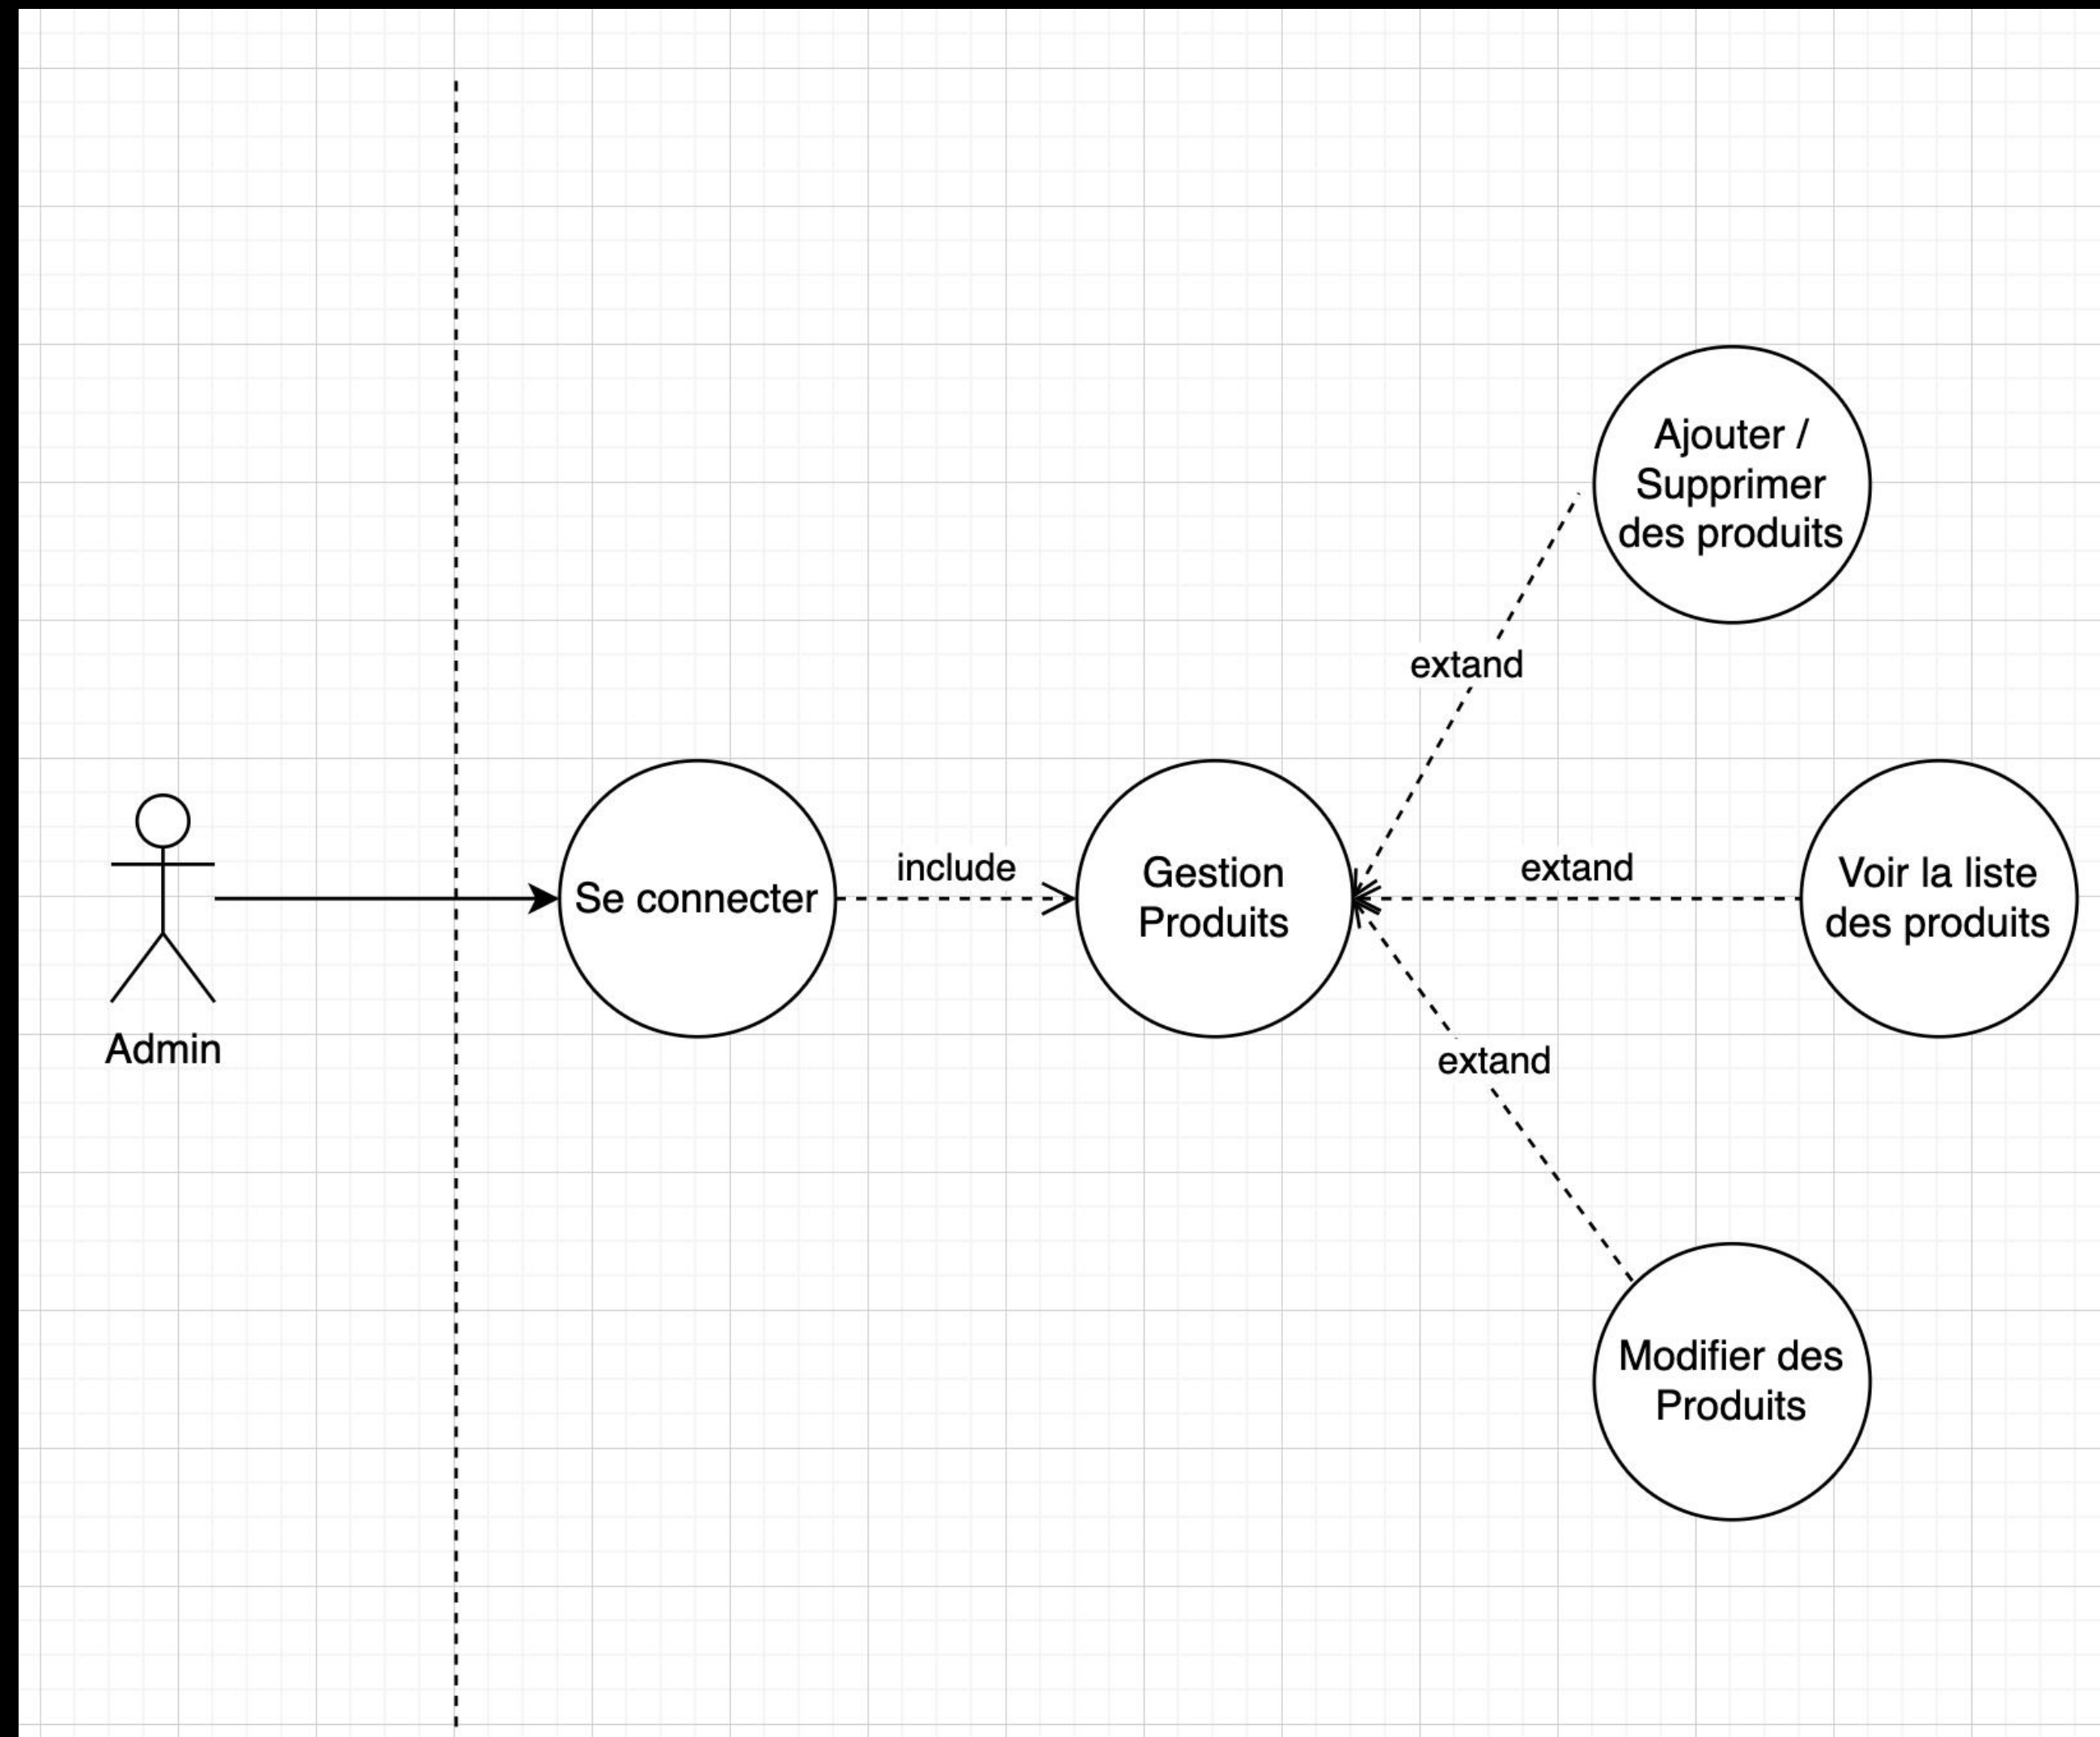 Ajouter /
Supprimer
des produits
extand
Se connecter
include
Gestion
Produits
extand
Voir la liste
des produits
Admin
extand
Modifier des
Produits